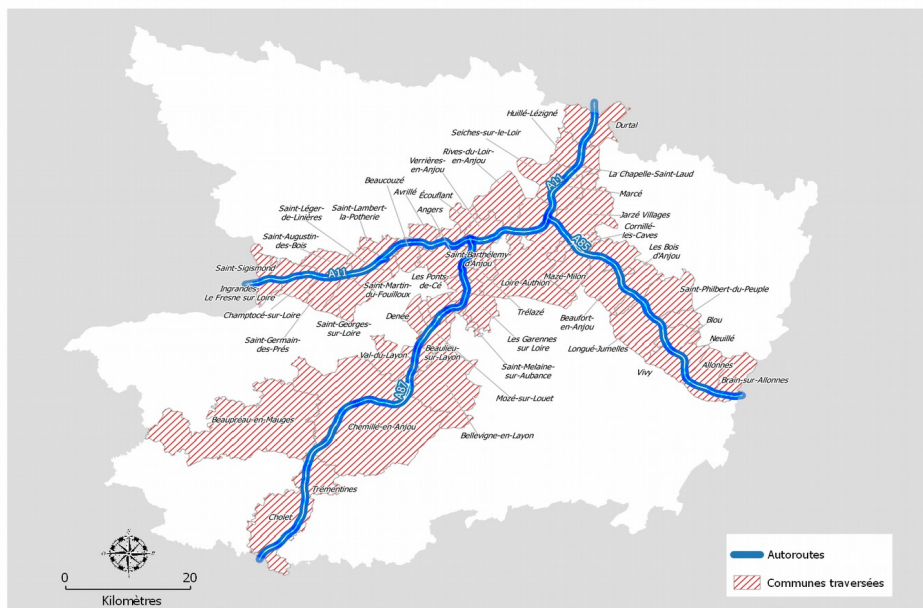 Huillé-Lézigné
Durtal
Seiches-sur-le-Loir
Rives-du-Loir-
en-Anjou
Verrières-
en-Anjou
La Chapelle-Saint-Laud
Écouflant
Beaucouzé
Avrillé
Angers
A11
Marcé
Saint-Léger-
de-Linières
Saint-Lambert-
la-Potherie
Jarzé Villages
Cornillé-
les-Caves
Saint-Augustin-
des-Bois
A85
Les Bois
d'Anjou
Saint-Barthélemy-
d'Anjou
Saint-Sigismond
A11
Saint-Martin-
du-Fouilloux
Les Ponts-
de-Cé
Loire-Authion
Mazé-Milon
Saint-Philbert-du-Peuple
Ingrandes-
Le Fresne sur Loire
Champtocé-sur-Loire
Saint-Georges-
sur-Loire
Denée
Trélazé
Beaufort-
en-Anjou
Blou
Neuillé
Saint-Germain-
des-Prés
Val-du-Layon
Beaulieu-
sur-Layon
Les Garennes
sur Loire
Longué-Jumelles
Allonnes
Saint-Melaine-
sur-Aubance
Vivy
Brain-sur-Allonnes
A87
Mozé-sur-Louet
Beaupreau-en-Mauges
Chemillé-en-Anjou
Bellevigne-en-Layon
Trémentines
Cholet
N
O
E
S
0
20
Kilomètres
Autoroutes
Communes traversées